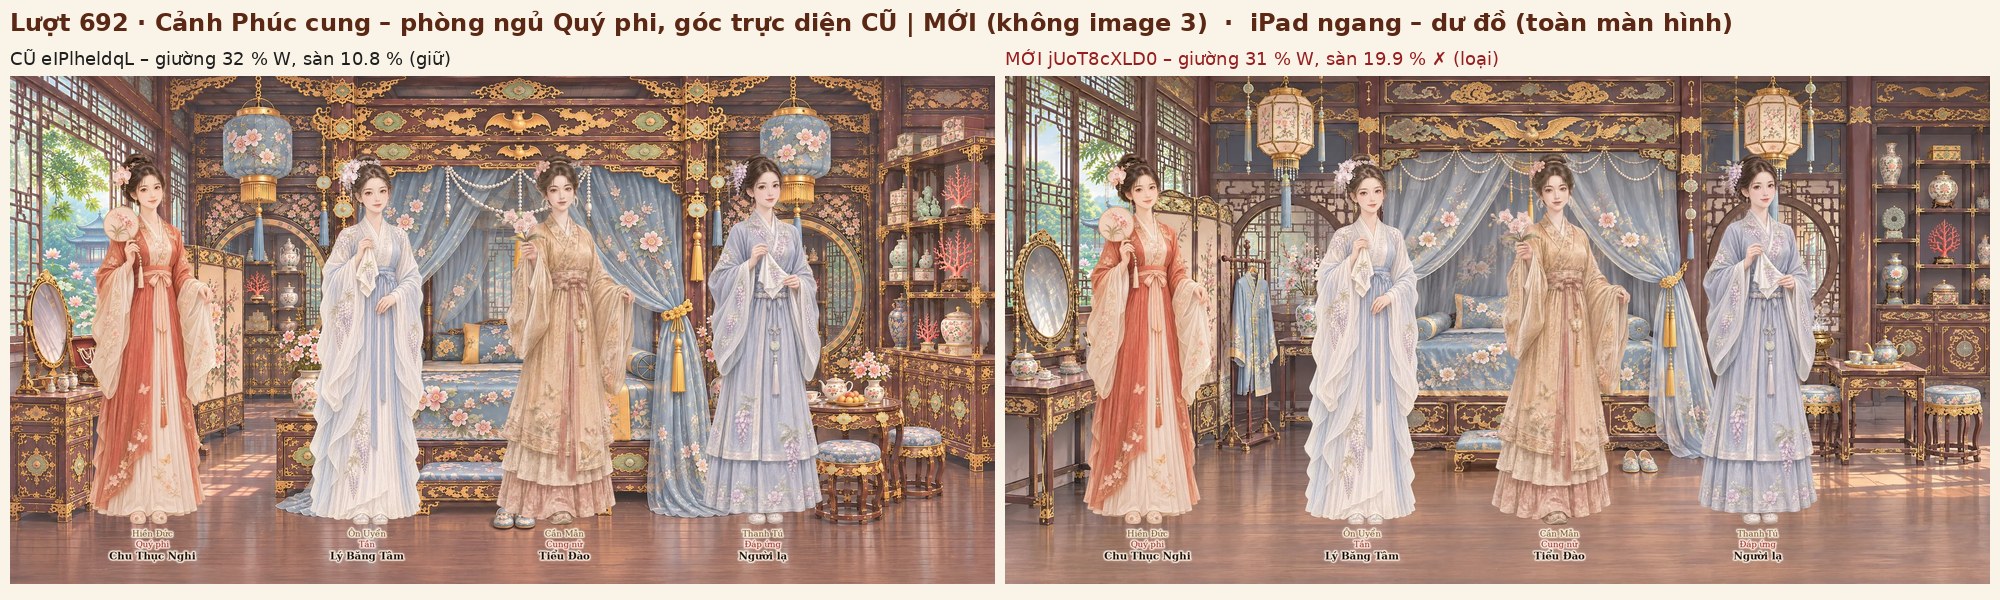 Lượt 692 · Cảnh Phúc cung – phòng ngủ Quý phi, góc trực diện CŨ | MỚI (không image 3)  ·  iPad ngang – dư đồ (toàn màn hình)
CŨ eIPlheldqL – giường 32 % W, sàn 10.8 % (giữ)
MỚI jUoT8cXLD0 – giường 31 % W, sàn 19.9 % ✗ (loại)
Hiền Đức
Quý phi
Chu Thục Nghi
Ôn Uyển
Tần
Lý Băng Tâm
Cần Mẫn
Cung nữ
Tiểu Đào
Thanh Tú
Đáp ứng
Người lạ
Hiền Đức
Quý phi
Chu Thục Nghi
Ôn Uyển
Tần
Lý Băng Tâm
Cần Mẫn
Cung nữ
Tiểu Đào
Thanh Tú
Đáp ứng
Người lạ